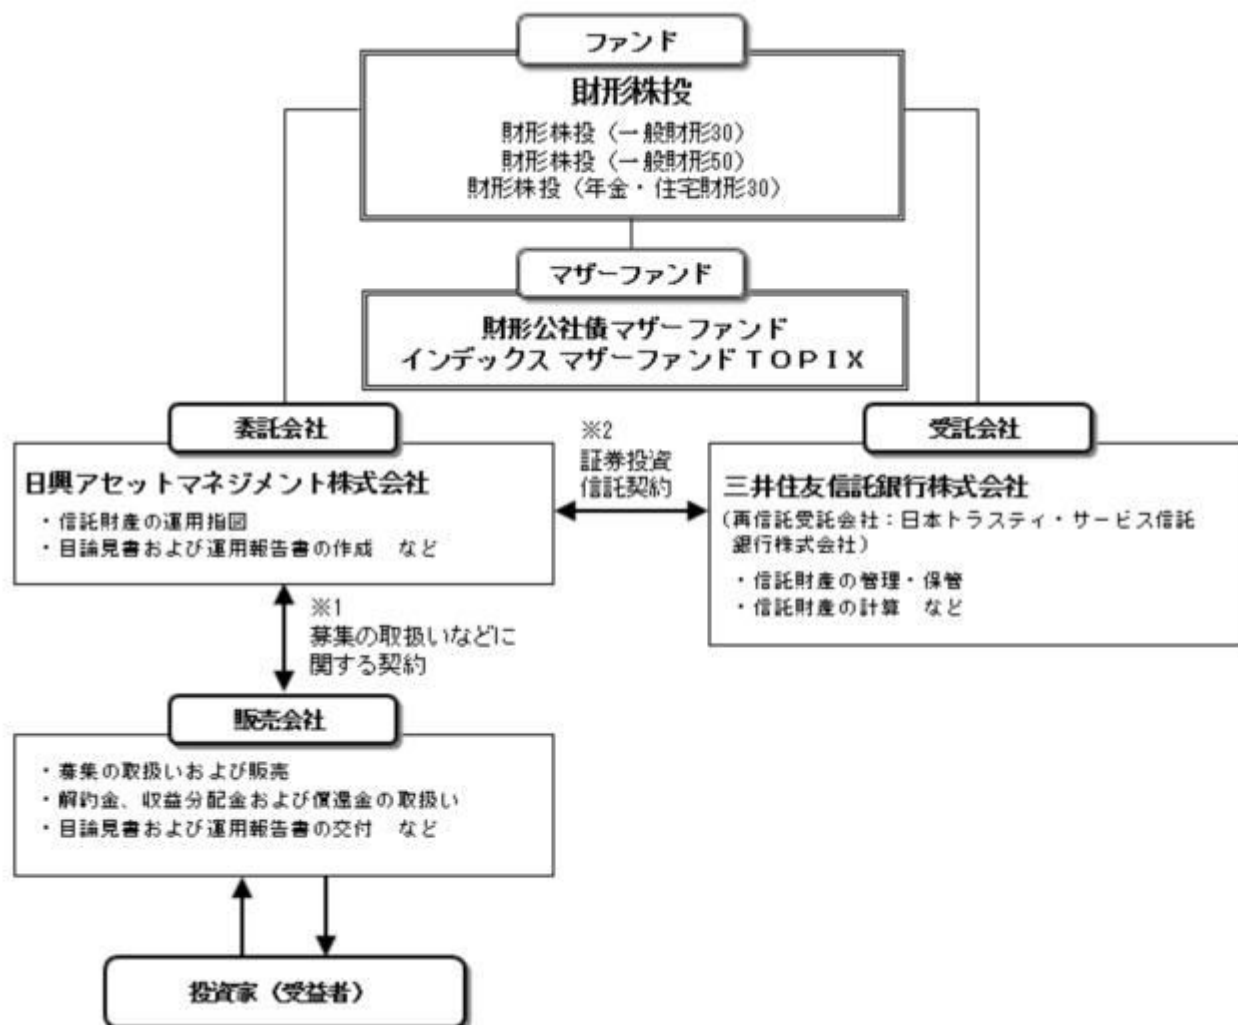 ファンド
財形株投
財形株投（一般財形30）
財形株投（一般財形50）
財形株投（年金・住宅財形30）
マザーファンド
財形公社債マザーファンド
インデックス マザーファンド ＴＯＰＩＸ
委託会社
日興アセットマネジメント株式会社
・信託財産の運用指図
・目論見書および運用報告書の作成　など
※2
証券投資
信託契約
受託会社
三井住友信託銀行株式会社
（再信託受託会社：日本トラスティ・サービス信託
銀行株式会社）
・信託財産の管理・保管
・信託財産の計算　など
※1
募集の取扱いなどに
関する契約
販売会社
・募集の取扱いおよび販売
・解約金、収益分配金および償還金の取扱い
・目論見書および運用報告書の交付　など
投資家（受益者）